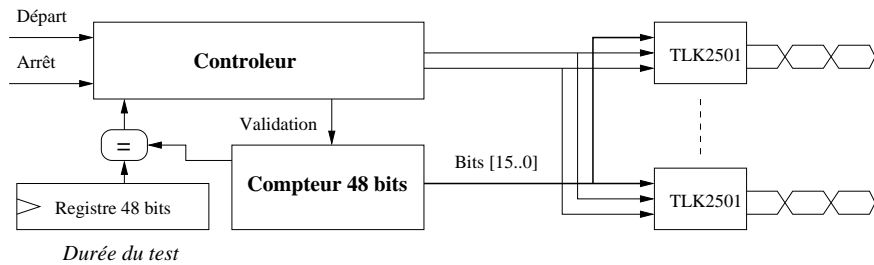 Départ
Arrêt
Controleur
TLK2501
Validation
=
Compteur 48 bits
Bits [15..0]
TLK2501
Registre 48 bits
Durée du test